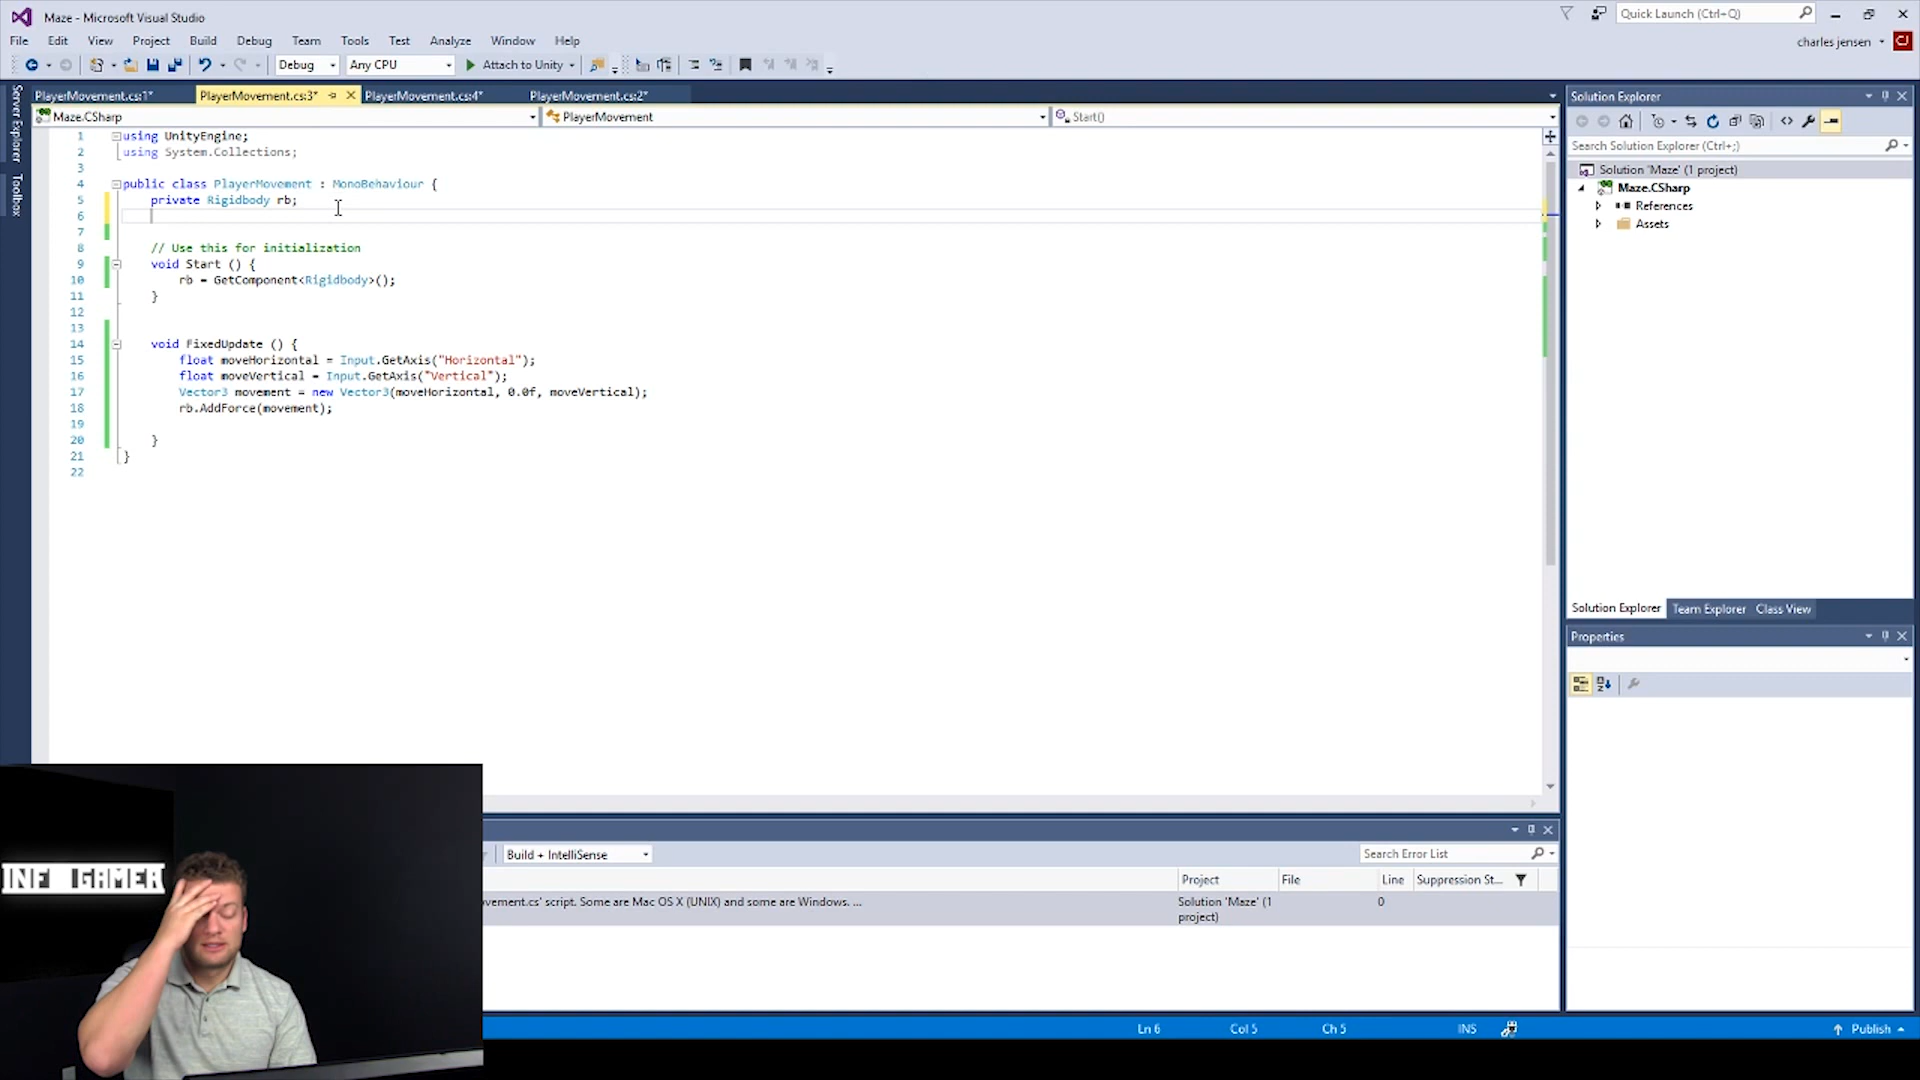 Maze - Microsoft Visual Studio
Quick Launch (Ctrl+Q)
File Edit View Project Build Debug Team Tools Test Analyze Window Help
charles jensen
CJ
Debug Any CPU Attach to Unity
Server Explorer
Toolbox
PlayerMovement.cs:1* PlayerMovement.cs:3* PlayerMovement.cs:4* PlayerMovement.cs:2*
Maze.CSharp PlayerMovement Start()
1 using UnityEngine;
2 using System.Collections;
3
4 public class PlayerMovement : MonoBehaviour {
5 private Rigidbody rb;
6
7
8 // Use this for initialization
9 void Start () {
10 rb = GetComponent<Rigidbody>();
11 }
12
13
14 void FixedUpdate () {
15 float moveHorizontal = Input.GetAxis("Horizontal");
16 float moveVertical = Input.GetAxis("Vertical");
17 Vector3 movement = new Vector3(moveHorizontal, 0.0f, moveVertical);
18 rb.AddForce(movement);
19
20 }
21 }
22
Solution Explorer
Search Solution Explorer (Ctrl+;)
Solution 'Maze' (1 project)
Maze.CSharp
References
Assets
Solution Explorer Team Explorer Class View
Properties
Build + IntelliSense
Search Error List
Project File Line Suppression St...
vement.cs' script. Some are Mac OS X (UNIX) and some are Windows. ...
Solution 'Maze' (1 project)
0
INF GAMER
Ln 6 Col 5 Ch 5 INS
Publish